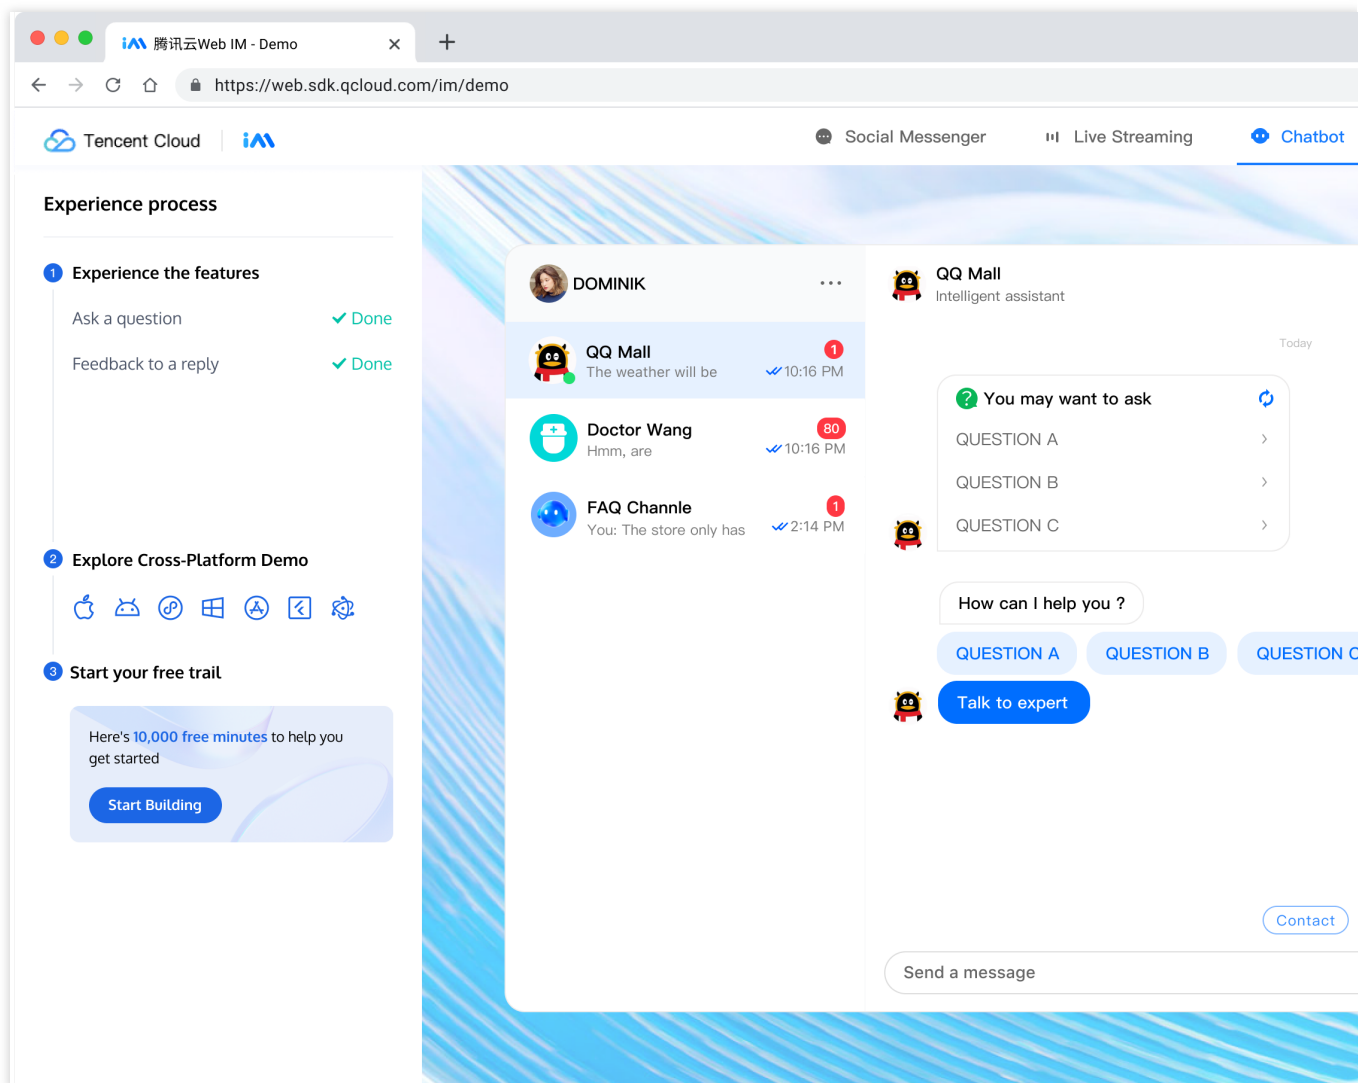 iM 腾讯云Web IM - Demo
https://web.sdk.qcloud.com/im/demo
Tencent Cloud
iM
Social Messenger
Live Streaming
Chatbot
Experience process
1 Experience the features
Ask a question
Done
Feedback to a reply
Done
2 Explore Cross-Platform Demo
3 Start your free trail
Here's 10,000 free minutes to help you
get started
Start Building
DOMINIK
QQ Mall
1
The weather will be
10:16 PM
Doctor Wang
80
Hmm, are
10:16 PM
FAQ Channle
1
You: The store only has
2:14 PM
QQ Mall
Intelligent assistant
Today
? You may want to ask
QUESTION A
QUESTION B
QUESTION C
How can I help you ?
QUESTION A
QUESTION B
QUESTION C
Talk to expert
Contact
Send a message